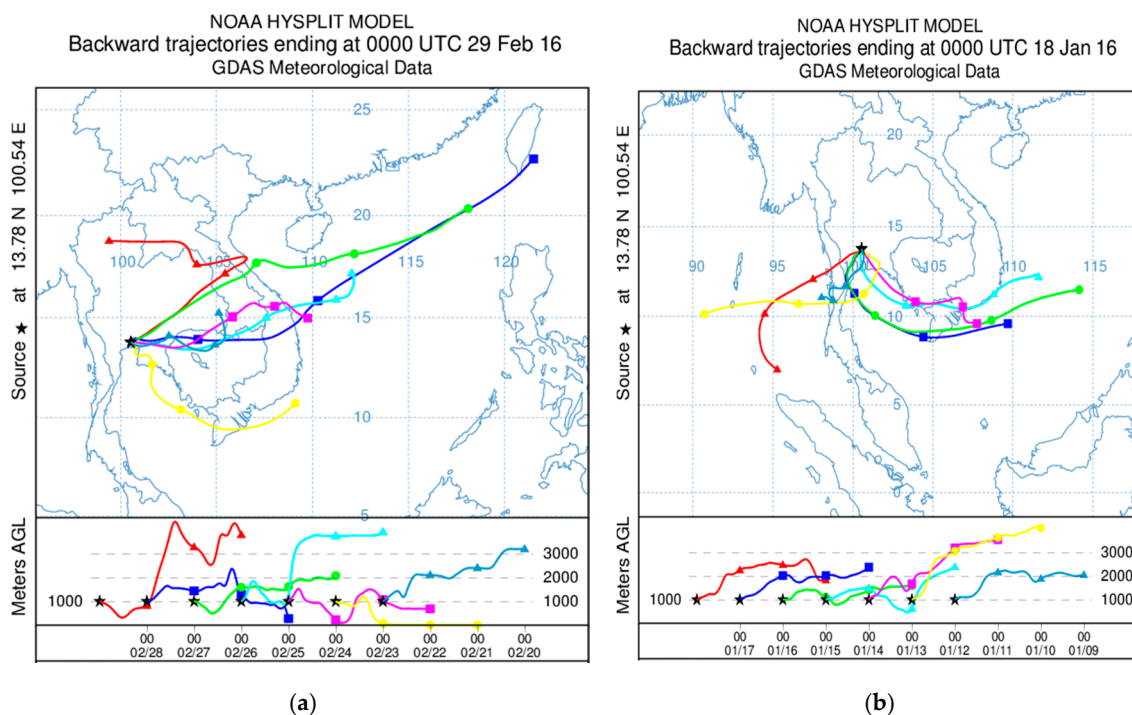 NOAA HYSPLIT MODEL
Backward trajectories ending at 0000 UTC 29 Feb 16
GDAS Meteorological Data
Source ★ at 13.78 N 100.54 E
25
20
100 105 110 115 120
15
10
5
Meters AGL
3000
2000
1000 1000
00 00 00 00 00 00 00 00 00
02/28 02/27 02/26 02/25 02/24 02/23 02/22 02/21 02/20
(a)
NOAA HYSPLIT MODEL
Backward trajectories ending at 0000 UTC 18 Jan 16
GDAS Meteorological Data
Source ★ at 13.78 N 100.54 E
20
15
90 95 100 105 110 115
10
5
Meters AGL
3000
2000
1000 1000
00 00 00 00 00 00 00 00 00
01/17 01/16 01/15 01/14 01/13 01/12 01/11 01/10 01/09
(b)